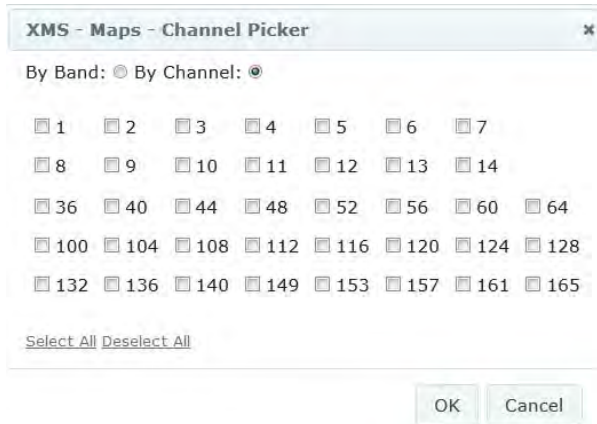 XMS - Maps - Channel Picker
By Band: By Channel:
1 2 3 4 5 6 7
8 9 10 11 12 13 14
36 40 44 48 52 56 60 64
100 104 108 112 116 120 124 128
132 136 140 149 153 157 161 165
Select All Deselect All
OK Cancel